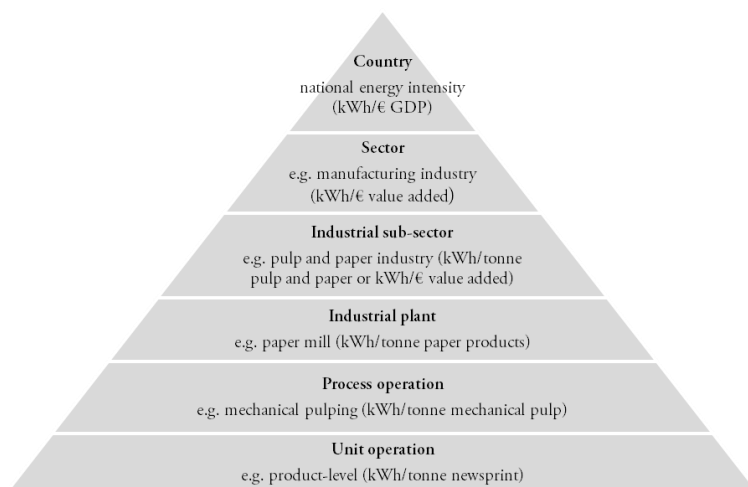 Country
national energy intensity
(kWh/€ GDP)
Sector
e.g. manufacturing industry
(kWh/€ value added)
Industrial sub-sector
e.g. pulp and paper industry (kWh/tonne
pulp and paper or kWh/€ value added)
Industrial plant
e.g. paper mill (kWh/tonne paper products)
Process operation
e.g. mechanical pulping (kWh/tonne mechanical pulp)
Unit operation
e.g. product-level (kWh/tonne newsprint)